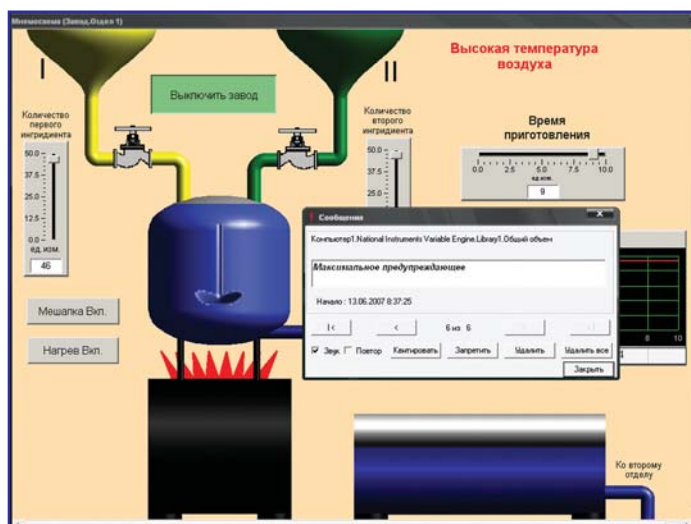 Мнемосхема (Завод.Отдел 1)
I
II
Высокая температура
воздуха
Выключить завод
Количество
первого
ингридиента
50.0
37.5
25.0
12.5
0.0
ед.изм.
46
Количество
второго
ингридиента
50.0
37.5
25.0
Время
приготовления
0.0 2.5 5.0 7.5 10.0
ед.изм.
9
Сообщения
Компьютер1.National Instruments Variable Engine.Library1.Общий объем
Максимальное предупреждающее
Начало : 13.06.2007 8:37:25
|< < 6 из 6
Звук Повтор Квитировать Запретить Удалить Удалить все
Закрыть
8 10
Мешалка Вкл.
Нагрев Вкл.
Ко второму
отделу